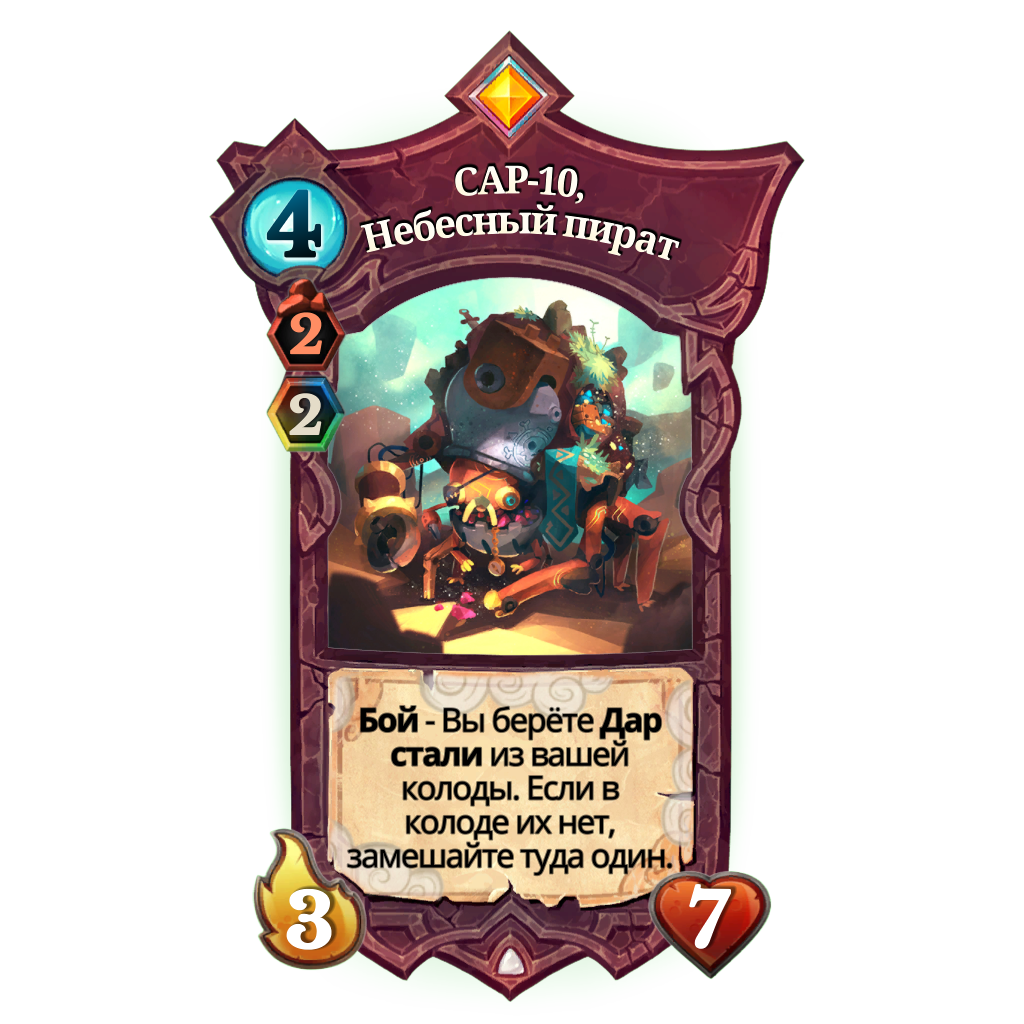 САР-10,
Небесный пират
4
2
2
Бой - Вы берёте Дар
стали из вашей
колоды. Если в
колоде их нет,
замешайте туда один.
3
7